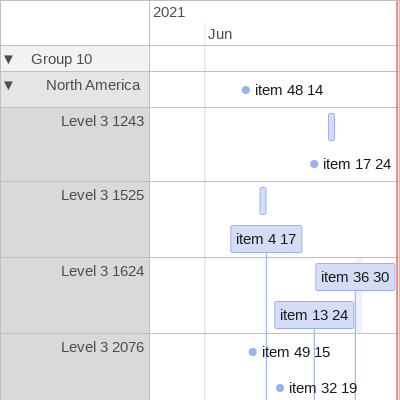 2021
Jun
▼ Group 10
▼ North America
item 48 14
Level 3 1243
item 17 24
Level 3 1525
item 4 17
Level 3 1624
item 36 30
item 13 24
Level 3 2076
item 49 15
item 32 19